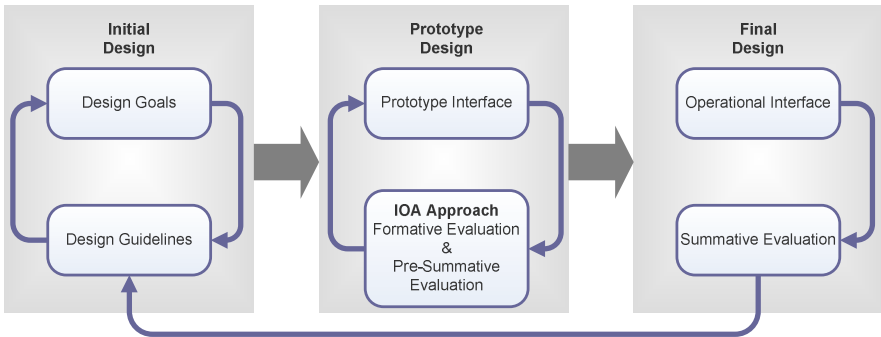 Initial
Design
Design Goals
Design Guidelines
Prototype
Design
Prototype Interface
IOA Approach
Formative Evaluation
&
Pre-Summative
Evaluation
Final
Design
Operational Interface
Summative Evaluation